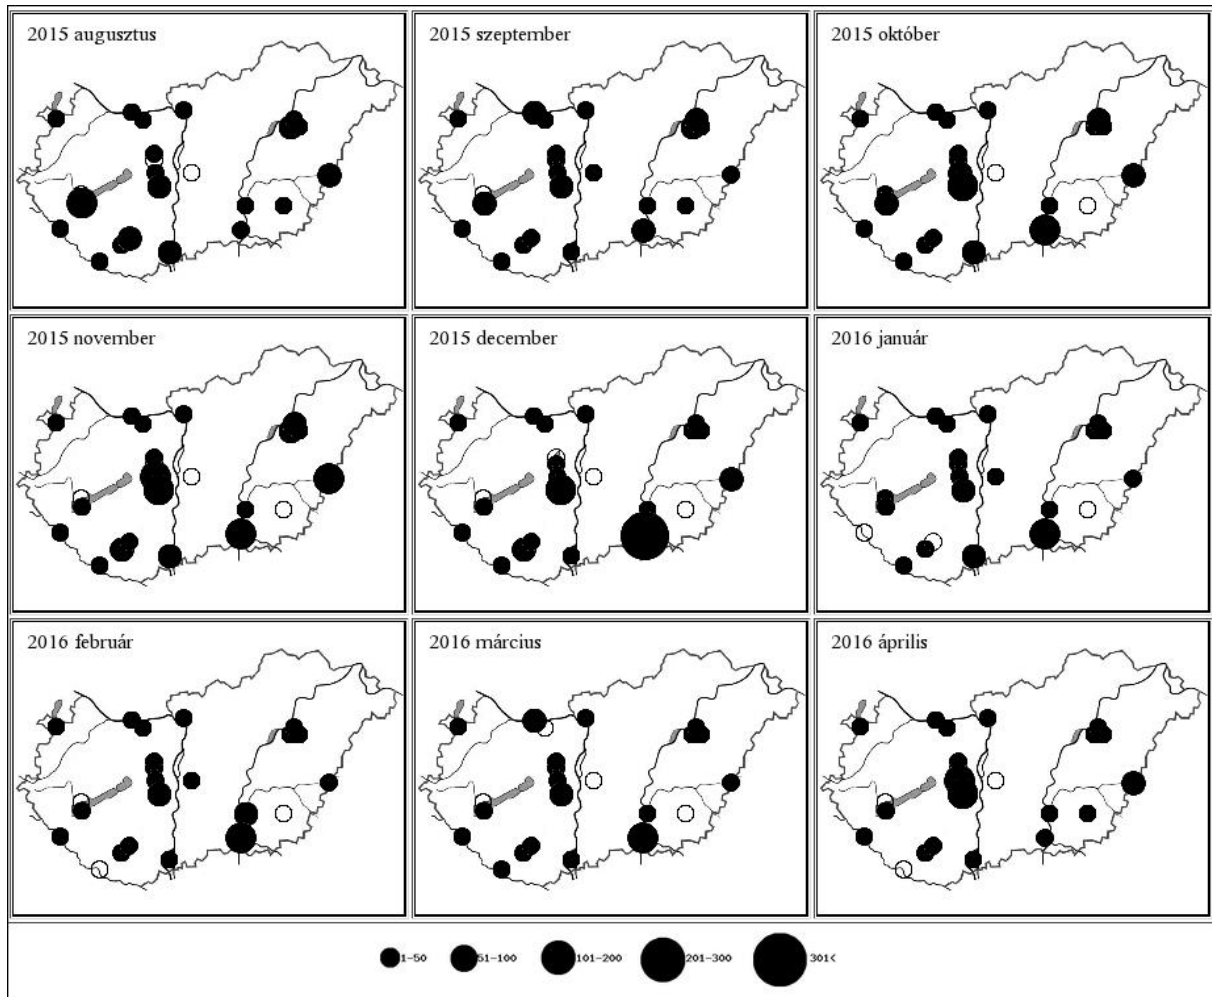 2015 augusztus
2015 szeptember
2015 október
2015 november
2015 december
2016 január
2016 február
2016 március
2016 április
1-50
51-100
101-200
201-300
301<